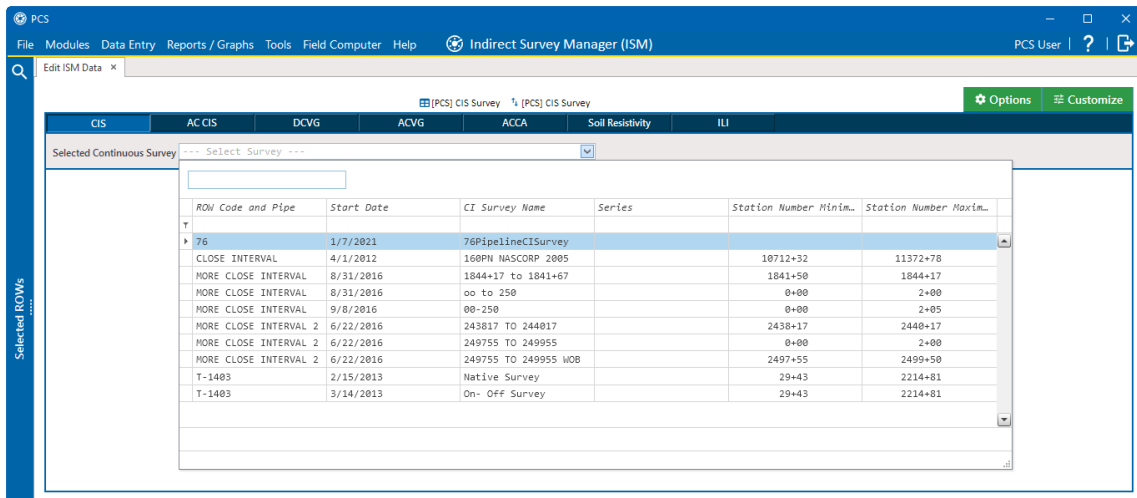 PCS
File Modules Data Entry Reports / Graphs Tools Field Computer Help Indirect Survey Manager (ISM) PCS User | ? |
Edit ISM Data ×
[PCS] CIS Survey [PCS] CIS Survey Options Customize
CIS AC CIS DCVG ACVG ACCA Soil Resistivity ILI
Selected Continuous Survey --- Select Survey ---
ROW Code and Pipe Start Date CI Survey Name Series Station Number Minim… Station Number Maxim…
76 1/7/2021 76PipelineCISurvey
CLOSE INTERVAL 4/1/2012 160PN NASCORP 2005 10712+32 11372+78
MORE CLOSE INTERVAL 8/31/2016 1844+17 to 1841+67 1841+50 1844+17
MORE CLOSE INTERVAL 8/31/2016 oo to 250 0+00 2+00
MORE CLOSE INTERVAL 9/8/2016 00-250 0+00 2+05
MORE CLOSE INTERVAL 2 6/22/2016 243817 TO 244017 2438+17 2440+17
MORE CLOSE INTERVAL 2 6/22/2016 249755 TO 249955 0+00 2+00
MORE CLOSE INTERVAL 2 6/22/2016 249755 TO 249955 WOB 2497+55 2499+50
T-1403 2/15/2013 Native Survey 29+43 2214+81
T-1403 3/14/2013 On- Off Survey 29+43 2214+81
Selected ROWs